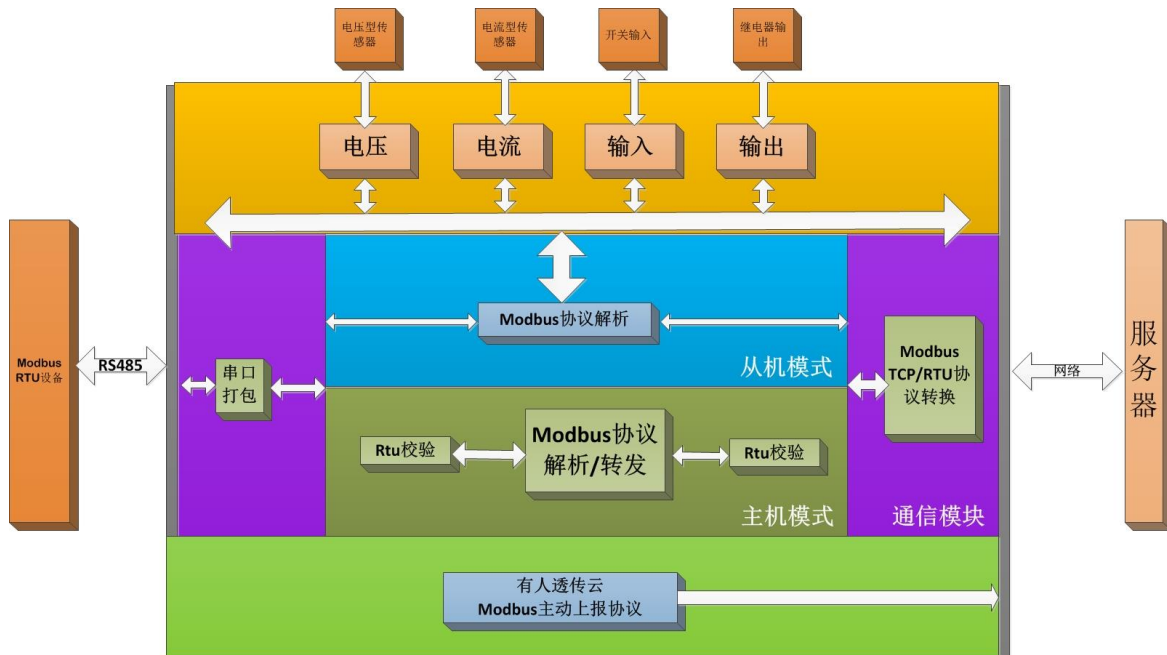 电压型传
感器
电流型传
感器
开关输入
继电器输
出
电压
电流
输入
输出
Modbus
RTU设备
RS485
串口
打包
Modbus协议解析
从机模式
Modbus
TCP/RTU协
议转换
网络
服
务
器
Rtu校验
Modbus协议
解析/转发
Rtu校验
主机模式
通信模块
有人透传云
Modbus主动上报协议